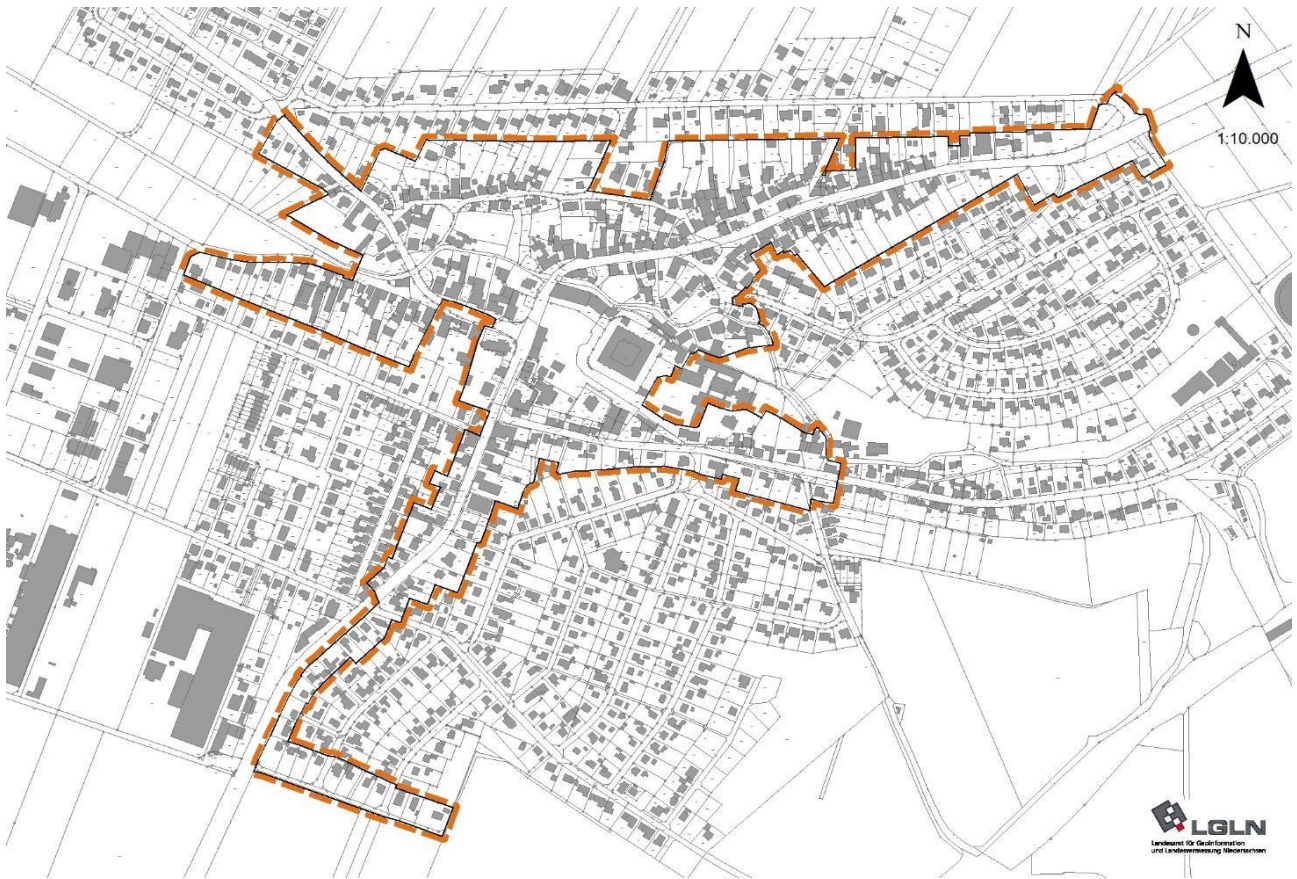 N
1:10.000
LGLN
Landesamt für Geoinformation
und Landesvermessung Niedersachsen